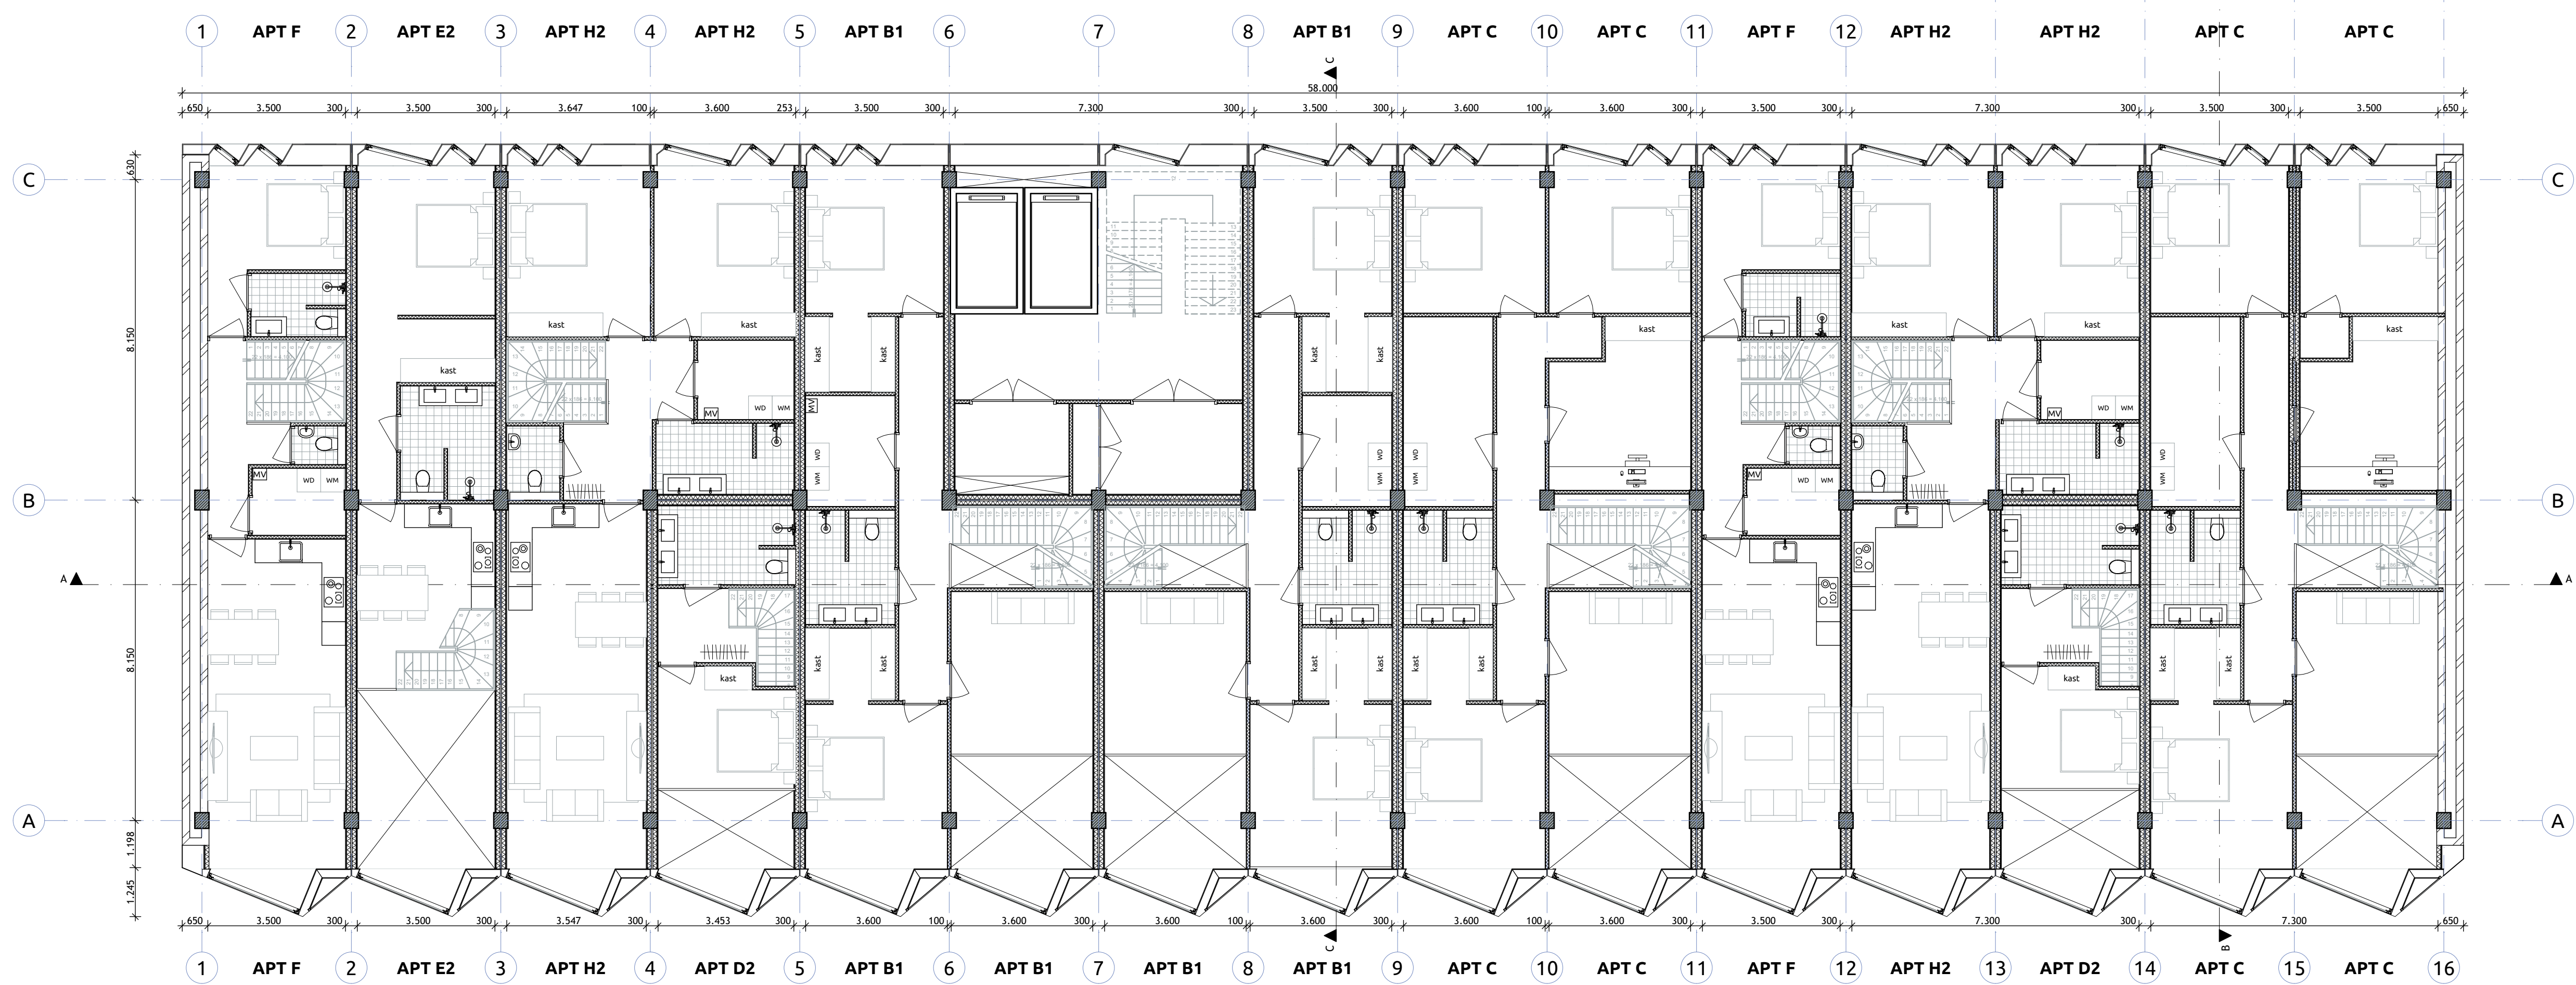 1 APT F 2 APT E2 3 APT H2 4 APT H2 5 APT B1 6 7 8 APT B1 9 APT C 10 APT C 11 APT F 12 APT H2 APT H2 APT C APT C
C
58.000
650 3.500 300 3.500 300 3.647 100 3.600 253 3.500 300 7.300 300 3.500 300 3.600 100 3.600 300 3.500 300 7.300 300 3.500 300 3.500 650
630
C C
kast kast kast kast kast kast
8.150 kast kast kast kast kast
MV WD WM MV WD WM MV WD WM
MV WD WM WD WM WD WM MV WD WM WD WM
B B
A A
8.150
kast kast kast kast kast kast kast kast kast kast
A A
1.198
1.245
650 3.500 300 3.500 300 3.547 300 3.453 300 3.600 100 3.600 300 3.600 100 3.600 300 3.600 100 3.600 300 3.500 300 7.300 300 7.300 650
C B
1 APT F 2 APT E2 3 APT H2 4 APT D2 5 APT B1 6 APT B1 7 APT B1 8 APT B1 9 APT C 10 APT C 11 APT F 12 APT H2 13 APT D2 14 APT C 15 APT C 16